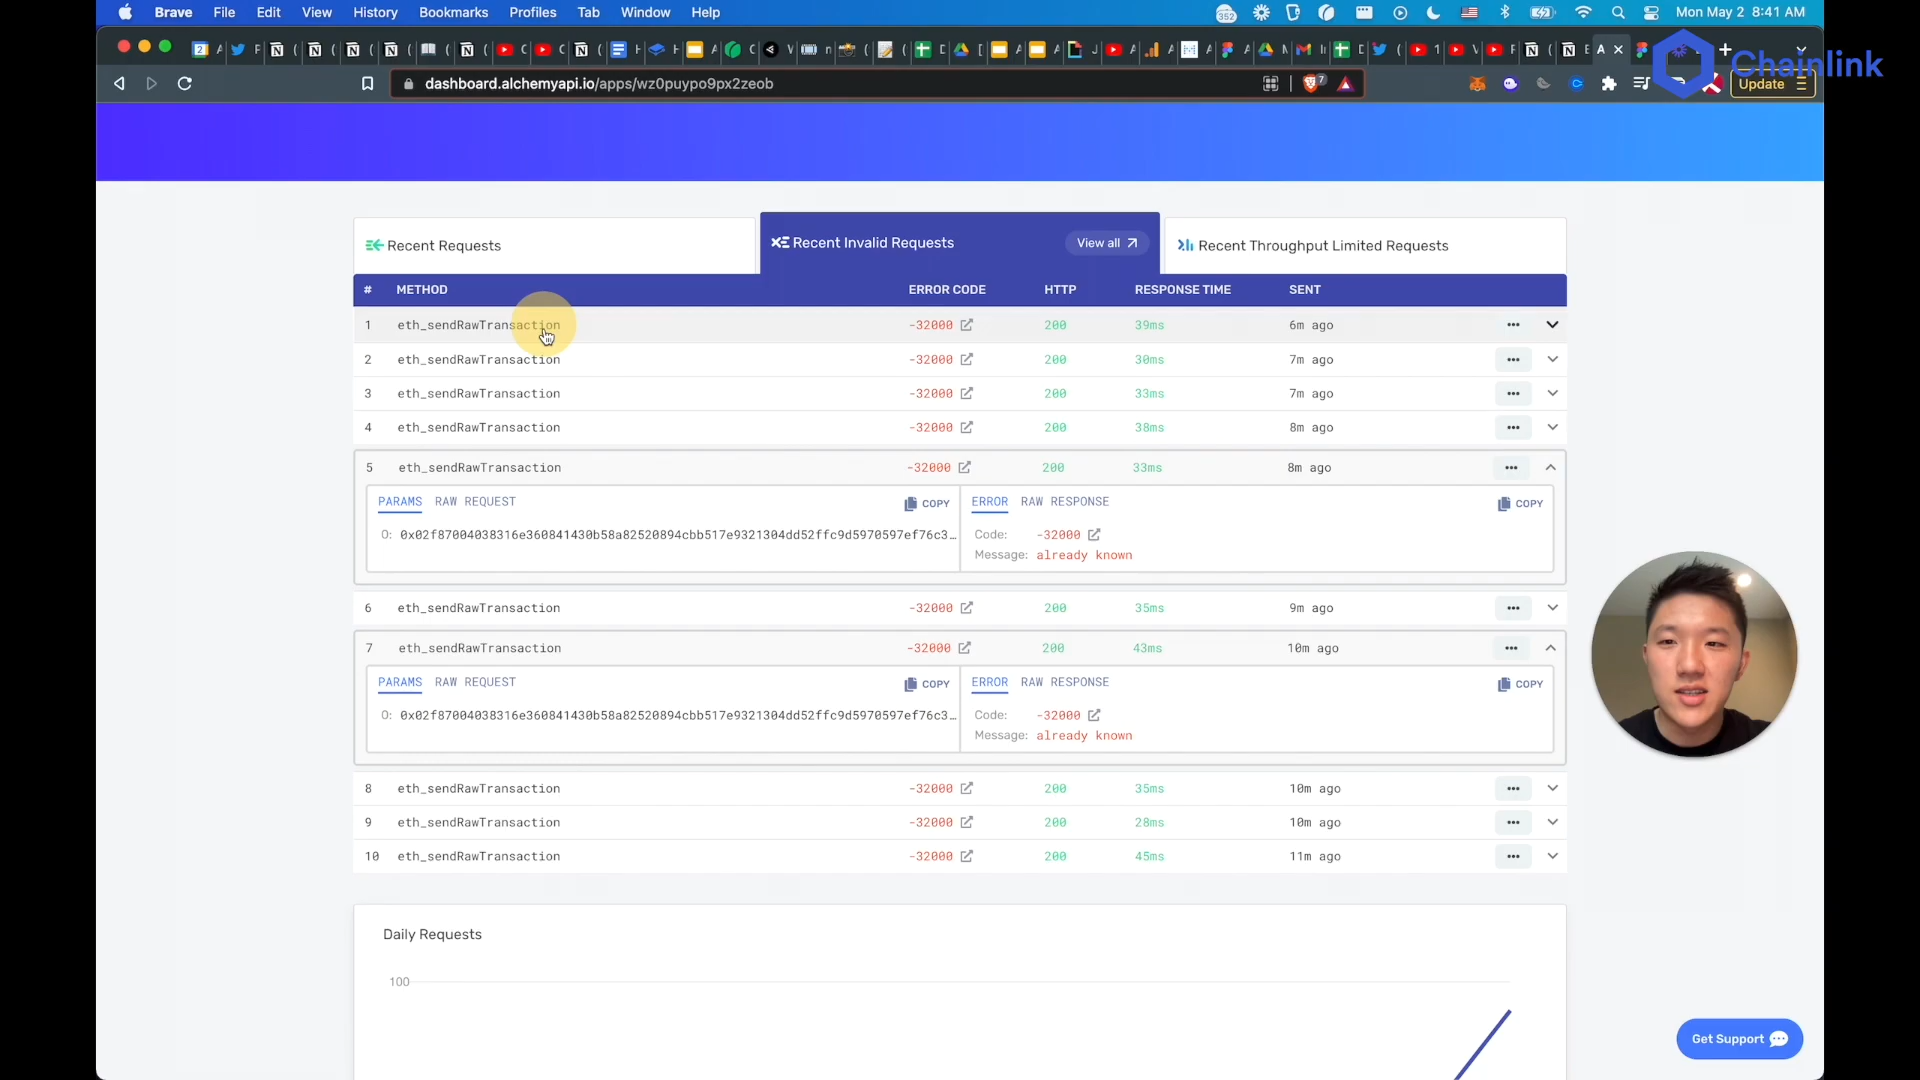 Brave File Edit View History Bookmarks Profiles Tab Window Help
352
Mon May 2 8:41 AM
Chainlink
dashboard.alchemyapi.io/apps/wz0puypo9px2zeob
7
Update
Recent Requests
Recent Invalid Requests
View all
Recent Throughput Limited Requests
# METHOD ERROR CODE HTTP RESPONSE TIME SENT
1 eth_sendRawTransaction -32000 200 39ms 6m ago
2 eth_sendRawTransaction -32000 200 30ms 7m ago
3 eth_sendRawTransaction -32000 200 33ms 7m ago
4 eth_sendRawTransaction -32000 200 38ms 8m ago
5 eth_sendRawTransaction -32000 200 33ms 8m ago
PARAMS RAW REQUEST COPY ERROR RAW RESPONSE COPY
0: 0x02f87004038316e360841430b58a82520894cbb517e9321304dd52ffc9d5970597ef76c3… Code: -32000
Message: already known
6 eth_sendRawTransaction -32000 200 35ms 9m ago
7 eth_sendRawTransaction -32000 200 43ms 10m ago
PARAMS RAW REQUEST COPY ERROR RAW RESPONSE COPY
0: 0x02f87004038316e360841430b58a82520894cbb517e9321304dd52ffc9d5970597ef76c3… Code: -32000
Message: already known
8 eth_sendRawTransaction -32000 200 35ms 10m ago
9 eth_sendRawTransaction -32000 200 28ms 10m ago
10 eth_sendRawTransaction -32000 200 45ms 11m ago
Daily Requests
100
Get Support